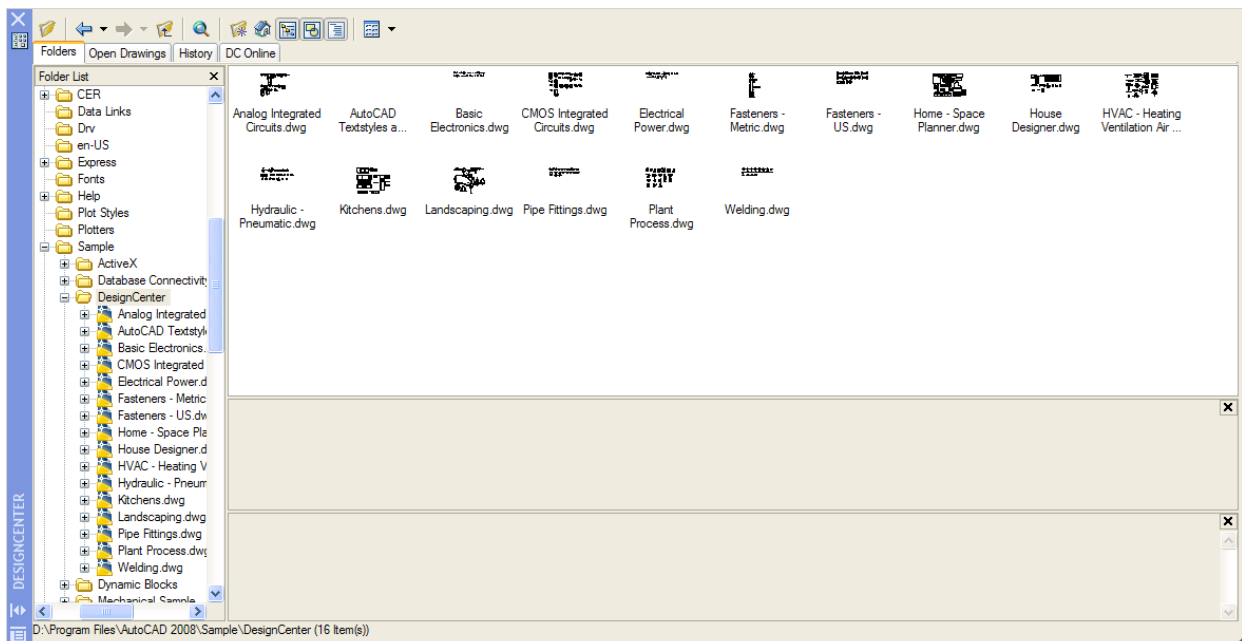 Folders
Open Drawings
History
DC Online
Folder List
CER
Data Links
Drv
en-US
Express
Fonts
Help
Plot Styles
Plotters
Sample
ActiveX
Database Connectivity
DesignCenter
Analog Integrated
AutoCAD Textstyl
Basic Electronics.
CMOS Integrated
Electrical Power.d
Fasteners - Metric
Fasteners - US.dw
Home - Space Pla
House Designer.d
HVAC - Heating V
Hydraulic - Pneum
Kitchens.dwg
Landscaping.dwg
Pipe Fittings.dwg
Plant Process.dwg
Welding.dwg
Dynamic Blocks
Mechanical Sample
Analog Integrated
Circuits.dwg
AutoCAD
Textstyles a...
Basic
Electronics.dwg
CMOS Integrated
Circuits.dwg
Electrical
Power.dwg
Fasteners -
Metric.dwg
Fasteners -
US.dwg
Home - Space
Planner.dwg
House
Designer.dwg
HVAC - Heating
Ventilation Air ...
Hydraulic -
Pneumatic.dwg
Kitchens.dwg
Landscaping.dwg
Pipe Fittings.dwg
Plant
Process.dwg
Welding.dwg
DESIGNCENTER
D:\Program Files\AutoCAD 2008\Sample\DesignCenter (16 Item(s))